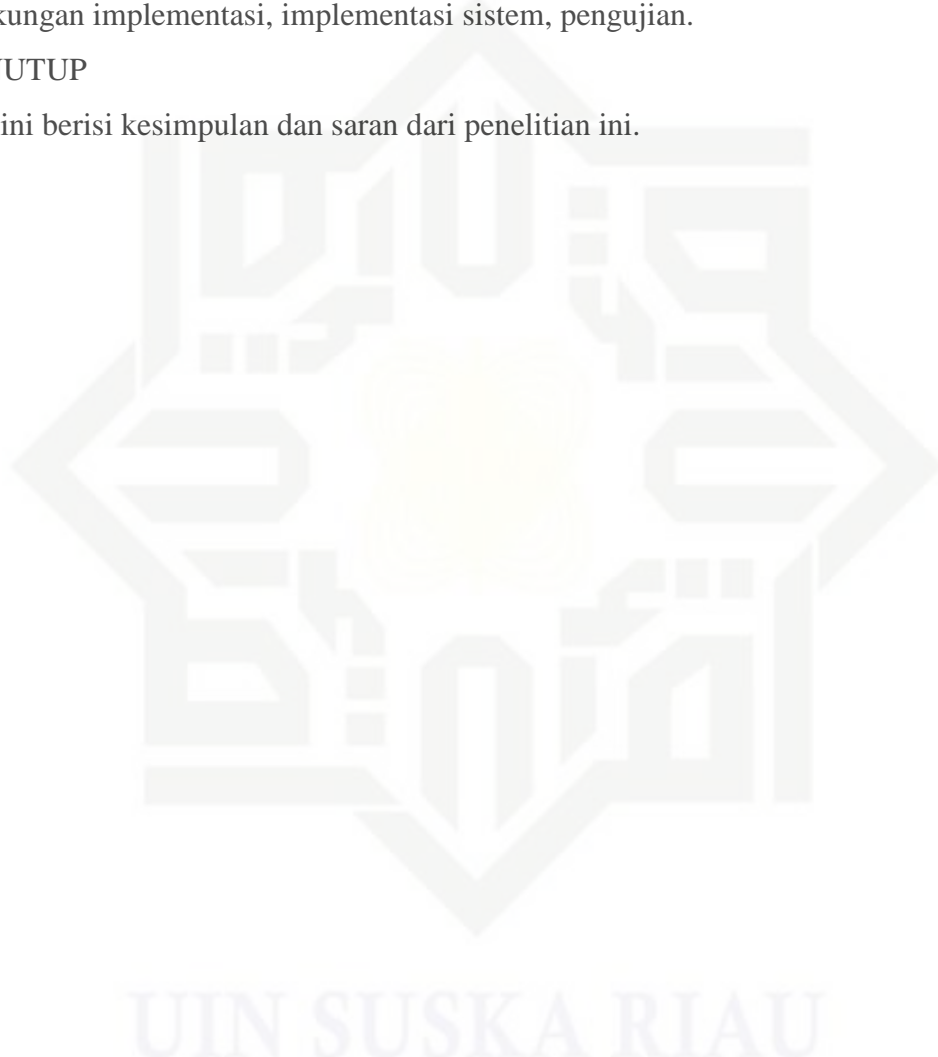 kungan implementasi, implementasi sistem, pengujian.
UTUP
ini berisi kesimpulan dan saran dari penelitian ini.
UIN SUSKA RIAU